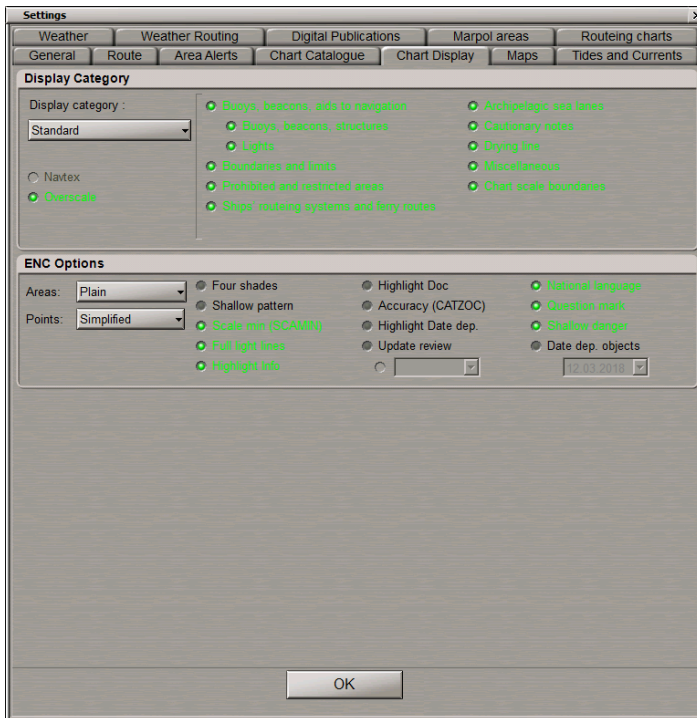 Settings
Weather Weather Routing Digital Publications Marpol areas Routeing charts
General Route Area Alerts Chart Catalogue Chart Display Maps Tides and Currents
Display Category
Display category :
Standard
Navtex
Overscale
Buoys, beacons, aids to navigation
Buoys, beacons, structures
Lights
Boundaries and limits
Prohibited and restricted areas
Ships' routeing systems and ferry routes
Archipelagic sea lanes
Cautionary notes
Drying line
Miscellaneous
Chart scale boundaries
ENC Options
Areas: Plain
Points: Simplified
Four shades
Shallow pattern
Scale min (SCAMIN)
Full light lines
Highlight info
Highlight Doc
Accuracy (CATZOC)
Highlight Date dep.
Update review
National language
Question mark
Shallow danger
Date dep. objects
12.03.2018
OK